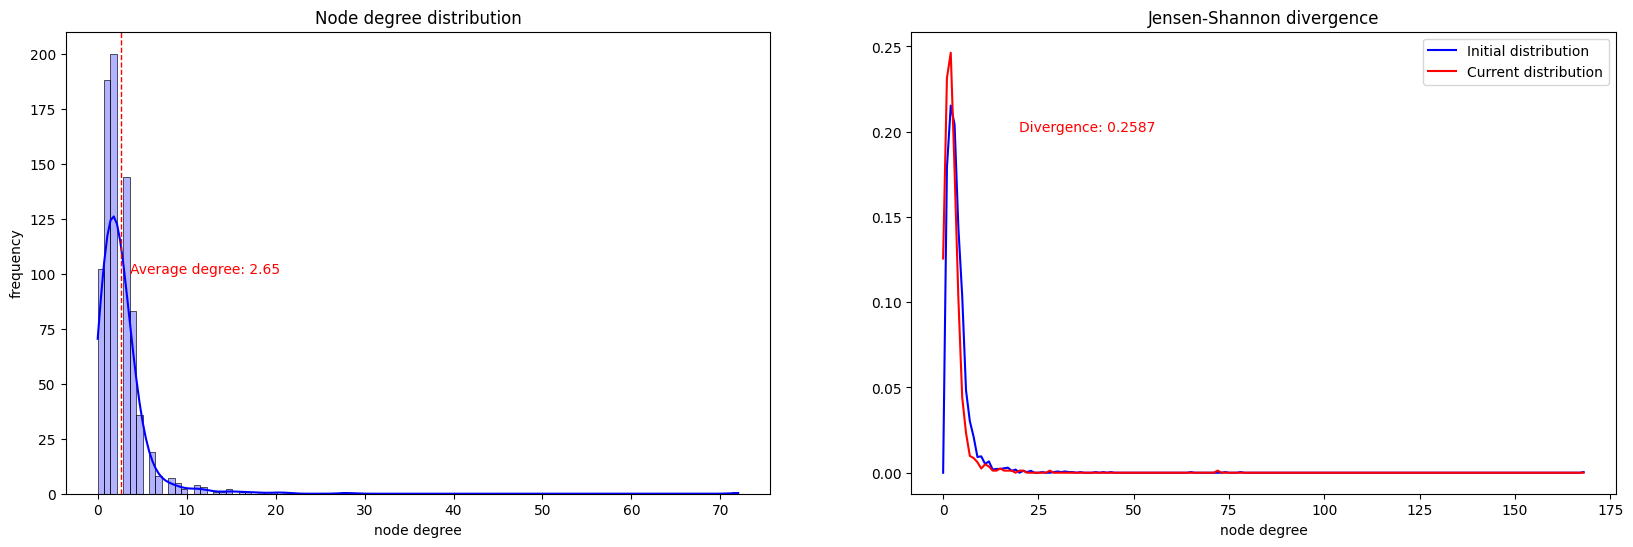 Node degree distribution
200
175
150
125
100
75
50
25
0
frequency
Average degree: 2.65
0 10 20 30 40 50 60 70
node degree
Jensen-Shannon divergence
0.25
0.20
0.15
0.10
0.05
0.00
Initial distribution
Current distribution
Divergence: 0.2587
0 25 50 75 100 125 150 175
node degree